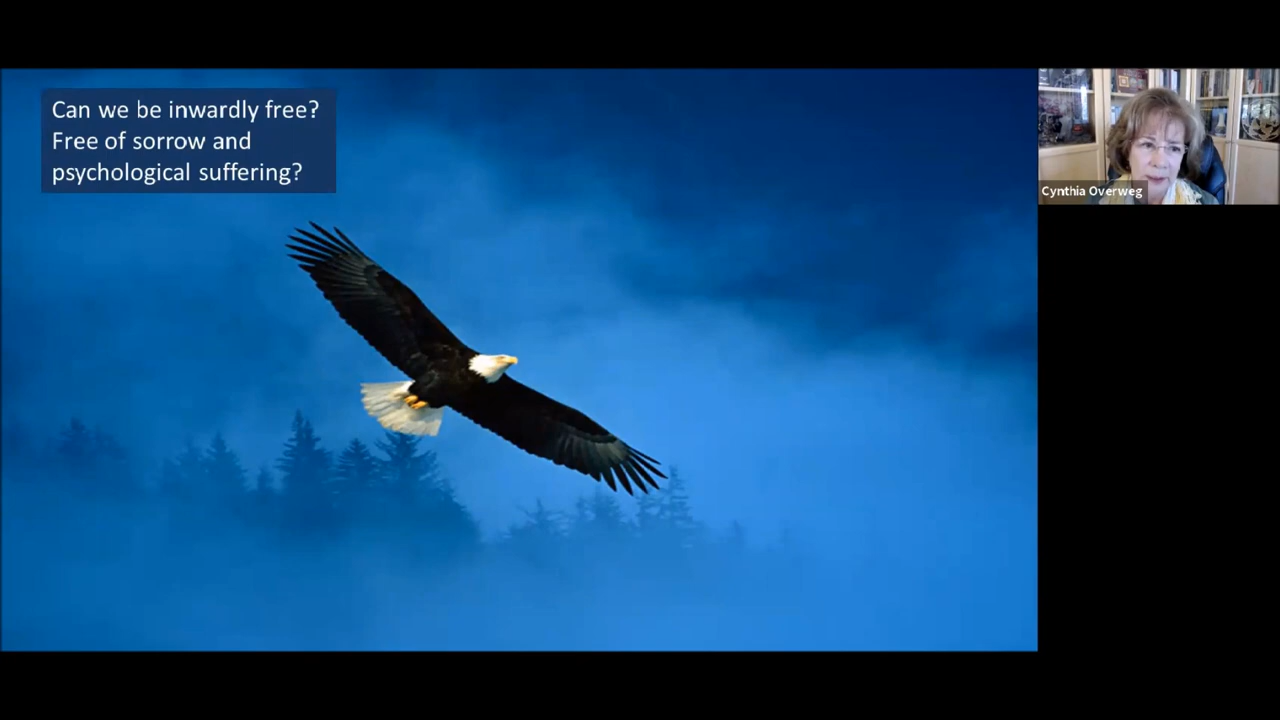 Can we be inwardly free?
Free of sorrow and
psychological suffering?
Cynthia Overweg